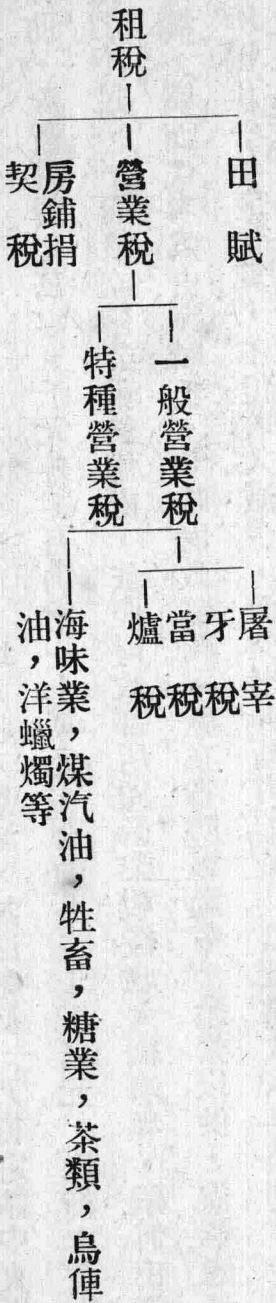 租稅
田賦
營業稅
房鋪捐
契稅
一般營業稅
特種營業稅
屠宰
牙稅
當稅
爐稅
海味業，煤汽油，牲畜，糖業，茶類，烏俥
油，洋蠟燭等